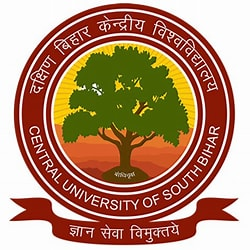 दक्षिण बिहार केन्द्रीय विश्वविद्यालय
बोधिवृक्ष
CENTRAL UNIVERSITY OF SOUTH BIHAR
ज्ञान सेवा विमुक्तये